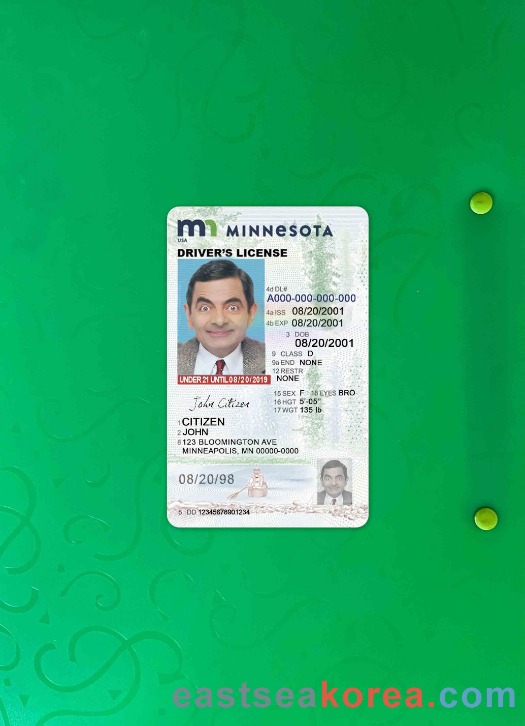 mn MINNESOTA
USA
DRIVER'S LICENSE
4d DL#
A000-000-000-000
4a ISS 08/20/2001
4b EXP 08/20/2001
3 DOB
08/20/2001
9 CLASS D
9a END NONE
12 RESTR
NONE
UNDER 21 UNTIL 08/20/2019
15 SEX F 18 EYES BRO
16 HGT 5'-05"
17 WGT 135 lb
John Citizen
1 CITIZEN
2 JOHN
8 123 BLOOMINGTON AVE
MINNEAPOLIS, MN 00000-0000
08/20/98
5 DD 12345678901234
eastseakorea.com